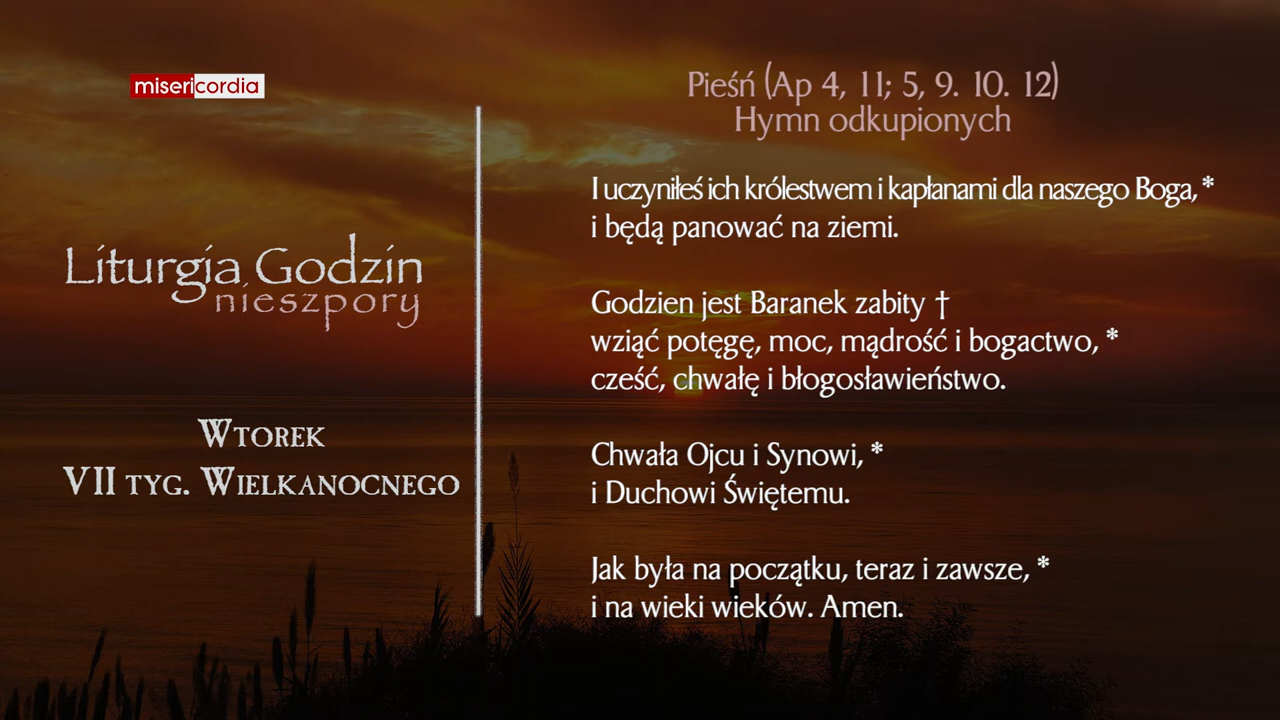 misericordia
Liturgia Godzin
nieszpory
Wtorek
VII tyg. Wielkanocnego
Pieśń (Ap 4, 11; 5, 9. 10. 12)
Hymn odkupionych
I uczyniłeś ich królestwem i kapłanami dla naszego Boga, *
i będą panować na ziemi.
Godzien jest Baranek zabity †
wziąć potęgę, moc, mądrość i bogactwo, *
cześć, chwałę i błogosławieństwo.
Chwała Ojcu i Synowi, *
i Duchowi Świętemu.
Jak była na początku, teraz i zawsze, *
i na wieki wieków. Amen.